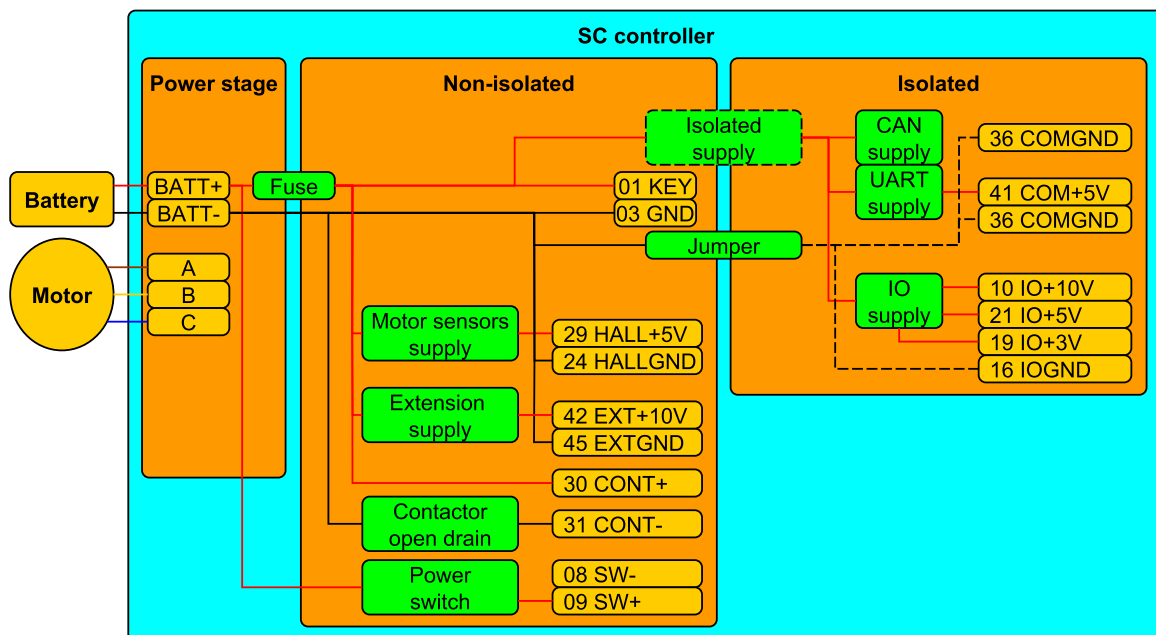 SC controller
Power stage
Non-isolated
Isolated
Battery
BATT+
BATT-
Fuse
Motor
A
B
C
Isolated
supply
01 KEY
03 GND
Jumper
Motor sensors
supply
29 HALL+5V
24 HALLGND
Extension
supply
42 EXT+10V
45 EXTGND
30 CONT+
Contactor
open drain
31 CONT-
Power
switch
08 SW-
09 SW+
CAN
supply
36 COMGND
UART
supply
41 COM+5V
36 COMGND
IO
supply
10 IO+10V
21 IO+5V
19 IO+3V
16 IOGND